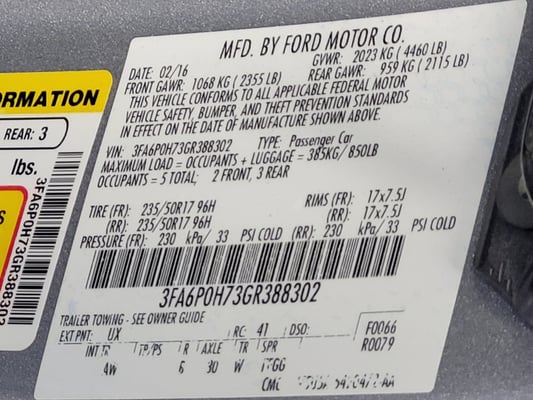 MFD. BY FORD MOTOR CO.
DATE: 02/16 GVWR: 2023 KG ( 4460 LB)
FRONT GAWR: 1068 KG ( 2355 LB) REAR GAWR: 959 KG ( 2115 LB)
THIS VEHICLE CONFORMS TO ALL APPLICABLE FEDERAL MOTOR
VEHICLE SAFETY, BUMPER, AND THEFT PREVENTION STANDARDS
IN EFFECT ON THE DATE OF MANUFACTURE SHOWN ABOVE.
VIN: 3FA6P0H73GR388302 TYPE: Passenger Car
MAXIMUM LOAD = OCCUPANTS + LUGGAGE = 385KG/850LB
OCCUPANTS = 5 TOTAL; 2 FRONT, 3 REAR
TIRE (FR): 235/50R17 96H RIMS (FR): 17x7.5J
(RR): 235/50R17 96H (RR): 17x7.5J
PRESSURE (FR): 230 kPa/ 33 PSI COLD (RR): 230 kPa/ 33 PSI COLD
3FA6P0H73GR388302
TRAILER TOWING - SEE OWNER GUIDE
EXT PNT: UX RC: 41 DSO: F0066
R0079
INT TR TP/PS R AXLE TR SPR
4W 6 30 W
ORMATION
REAR: 3
lbs.
3FA6P0H73GR388302